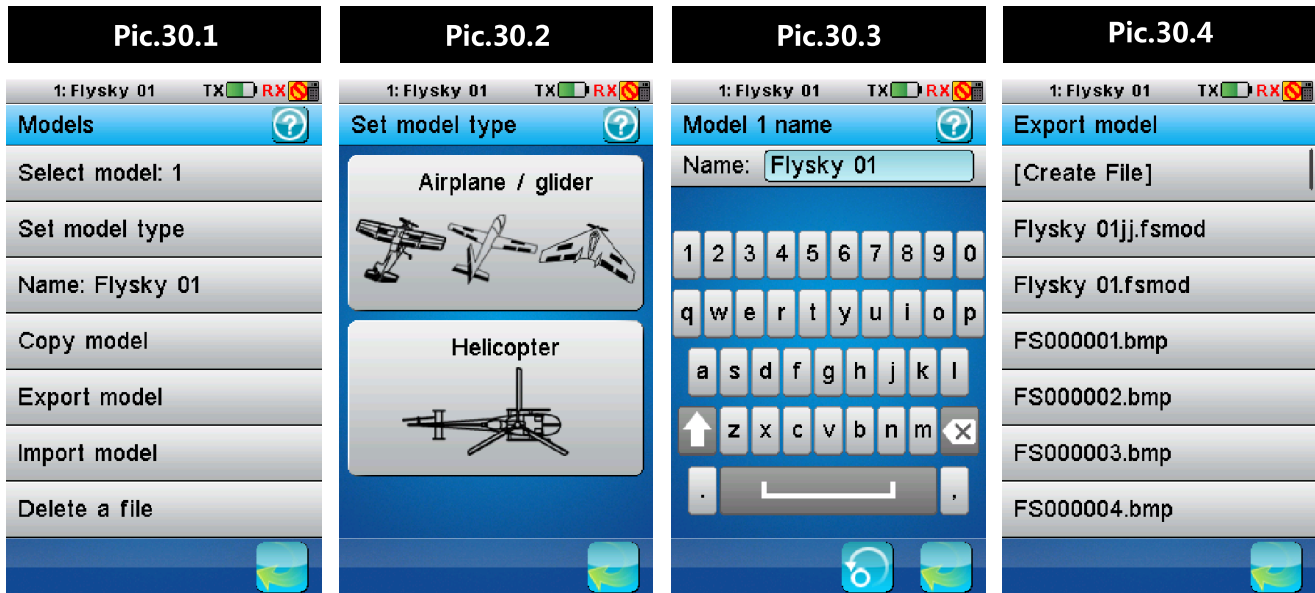 Pic.30.1
1: Flysky 01 TX RX
Models
Select model: 1
Set model type
Name: Flysky 01
Copy model
Export model
Import model
Delete a file
Pic.30.2
1: Flysky 01 TX RX
Set model type
Airplane / glider
Helicopter
Pic.30.3
1: Flysky 01 TX RX
Model 1 name
Name: Flysky 01
1 2 3 4 5 6 7 8 9 0
q w e r t y u i o p
a s d f g h j k l
z x c v b n m
. ,
Pic.30.4
1: Flysky 01 TX RX
Export model
[Create File]
Flysky 01jj.fsmod
Flysky 01.fsmod
FS000001.bmp
FS000002.bmp
FS000003.bmp
FS000004.bmp